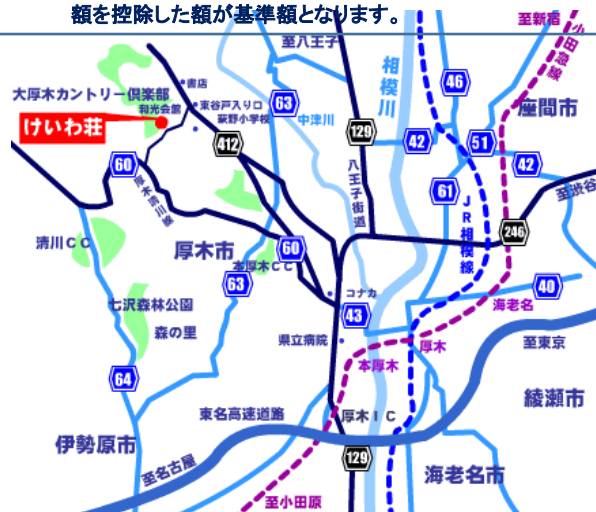 額を控除した額が基準額となります。
至八王子
至新宿
小田急線
書店
大厚木カントリー倶楽部
和光会館
東谷戸入り口
荻野小学校
けいわ荘
63
中津川
相模川
46
座間市
129
42
51
42
412
60
厚木清川線
八王子街道
61
JR相模線
至渋谷
246
清川CC
厚木市
60
本厚木CC
63
コナカ
43
40
海老名
七沢森林公園
森の里
県立病院
厚木
本厚木
至東京
64
綾瀬市
東名高速道路
厚木IC
伊勢原市
129
至名古屋
海老名市
至小田原